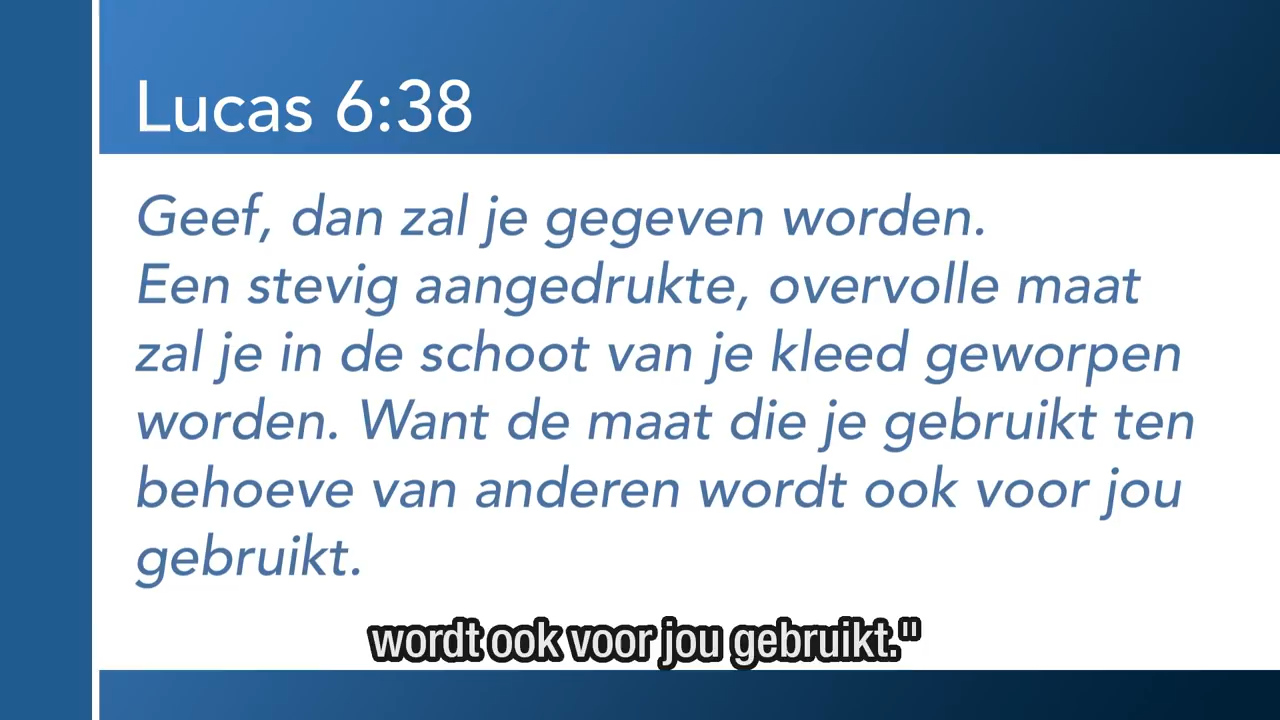 Lucas 6:38
Geef, dan zal je gegeven worden.
Een stevig aangedrukte, overvolle maat
zal je in de schoot van je kleed geworpen
worden. Want de maat die je gebruikt ten
behoeve van anderen wordt ook voor jou
gebruikt.
wordt ook voor jou gebruikt."